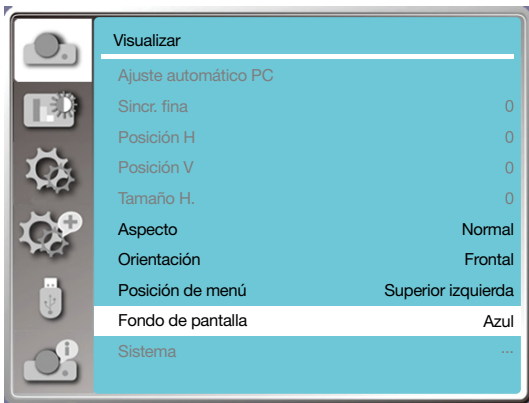 Visualizar
Ajuste automático PC
Sincr. fina 0
Posición H 0
Posición V 0
Tamaño H. 0
Aspecto Normal
Orientación Frontal
Posición de menú Superior izquierda
Fondo de pantalla Azul
Sistema ...